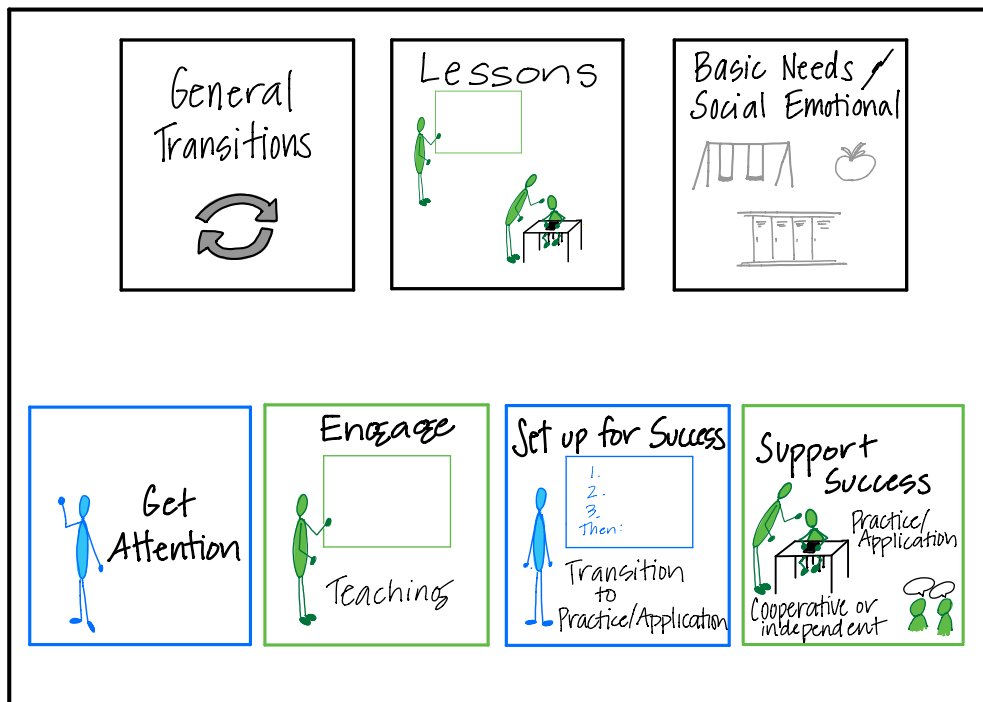 General
Transitions
Lessons
Basic Needs /
Social Emotional
Get
Attention
Engage
Teaching
Set up for Success
1.
2.
3.
Then:
Transition
to
Practice/Application
Support
Success
Practice/
Application
Cooperative or
independent